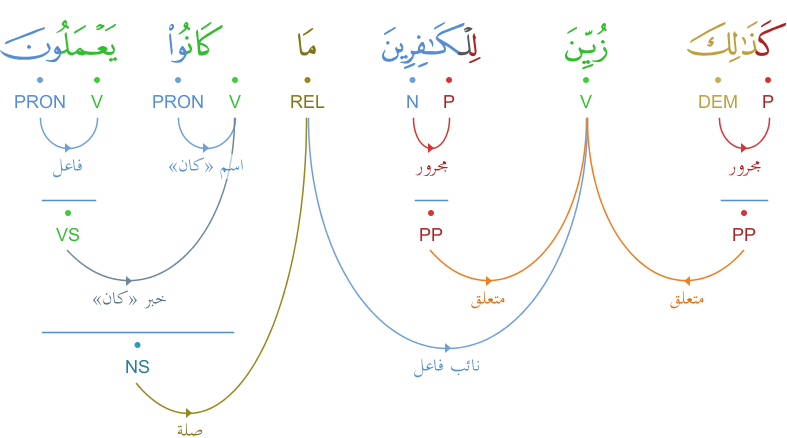 كَذَٰلِكَ زُيِّنَ لِلْكَـٰفِرِينَ مَا كَانُوا۟ يَعْمَلُونَ
P DEM V P N REL V PRON V PRON
مجرور مجرور اسم «كان» فاعل
PP PP VS
متعلق متعلق خبر «كان»
NS
نائب فاعل
صلة